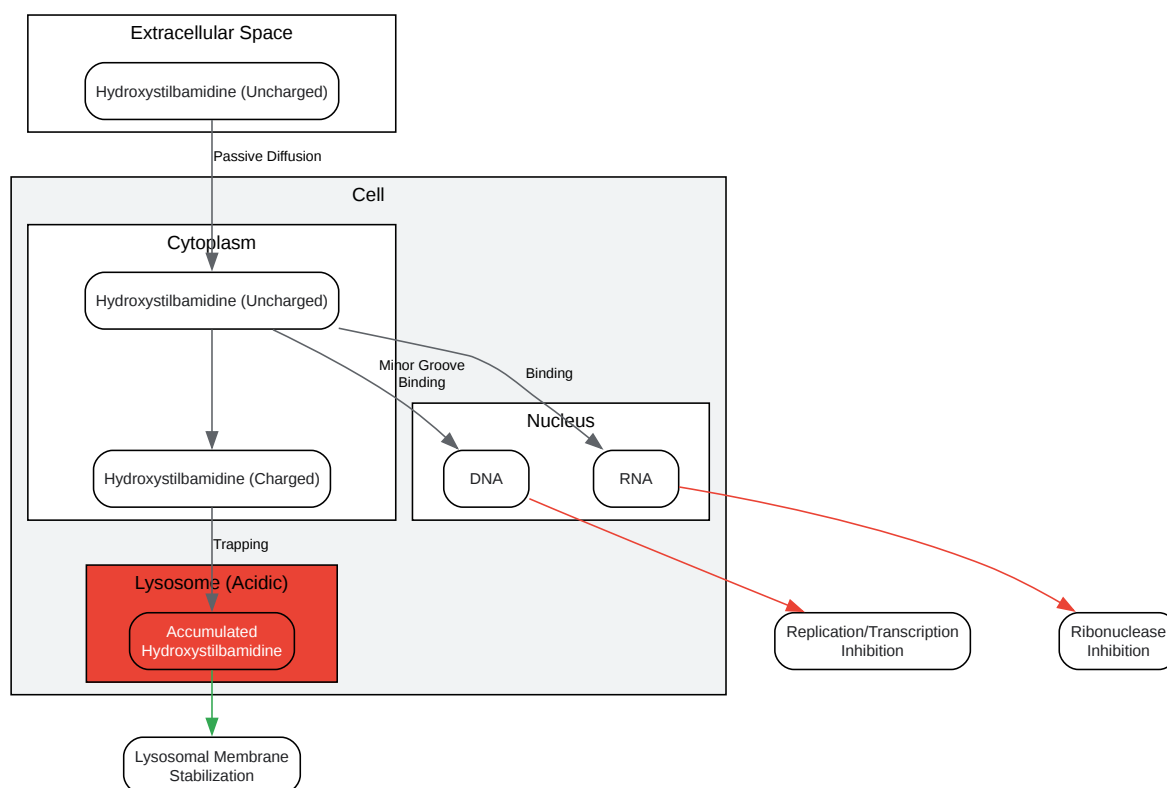 Extracellular Space
Hydroxystilbamidine (Uncharged)
Passive Diffusion
Cell
Cytoplasm
Hydroxystilbamidine (Uncharged)
Minor Groove
Binding
Binding
Nucleus
Hydroxystilbamidine (Charged)
DNA
RNA
Trapping
Lysosome (Acidic)
Accumulated
Hydroxystilbamidine
Replication/Transcription
Inhibition
Ribonuclease
Inhibition
Lysosomal Membrane
Stabilization